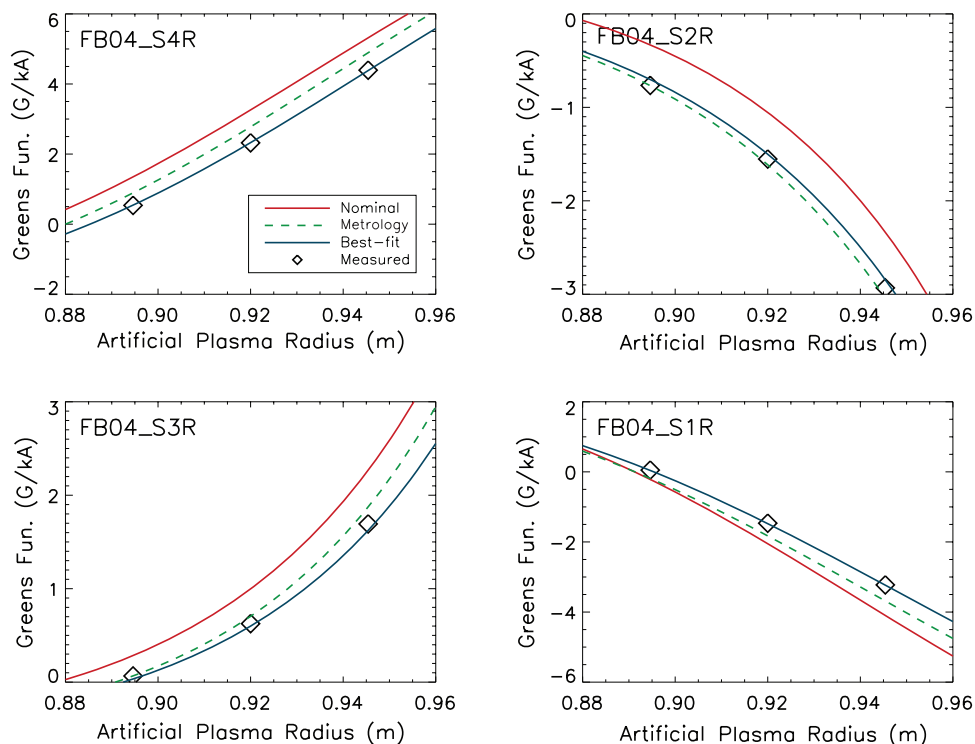 FB04_S4R
Greens Fun. (G/kA)
6
4
2
0
−2
Nominal
Metrology
Best−fit
Measured
0.88 0.90 0.92 0.94 0.96
Artificial Plasma Radius (m)
FB04_S2R
Greens Fun. (G/kA)
−0
−1
−2
−3
0.88 0.90 0.92 0.94 0.96
Artificial Plasma Radius (m)
FB04_S3R
Greens Fun. (G/kA)
3
2
1
0
0.88 0.90 0.92 0.94 0.96
Artificial Plasma Radius (m)
FB04_S1R
Greens Fun. (G/kA)
2
0
−2
−4
−6
0.88 0.90 0.92 0.94 0.96
Artificial Plasma Radius (m)